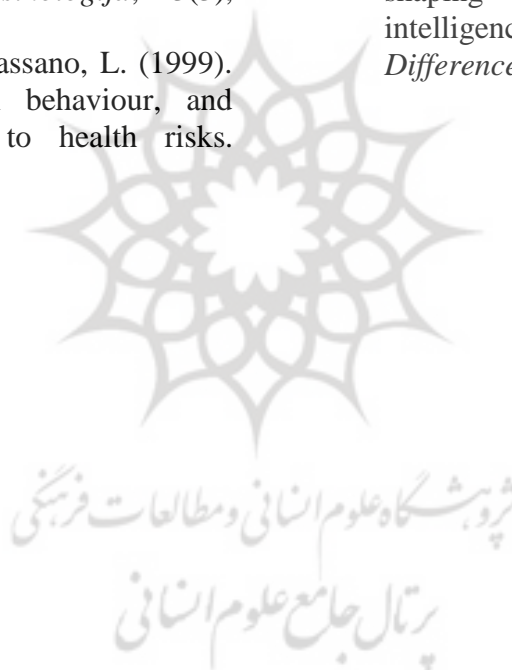 assano, L. (1999).
behaviour, and
to health risks.
shaping
intelligenc
Difference
پژوهشگاه علوم انسانی و مطالعات فرهنگی
پرتال جامع علوم انسانی